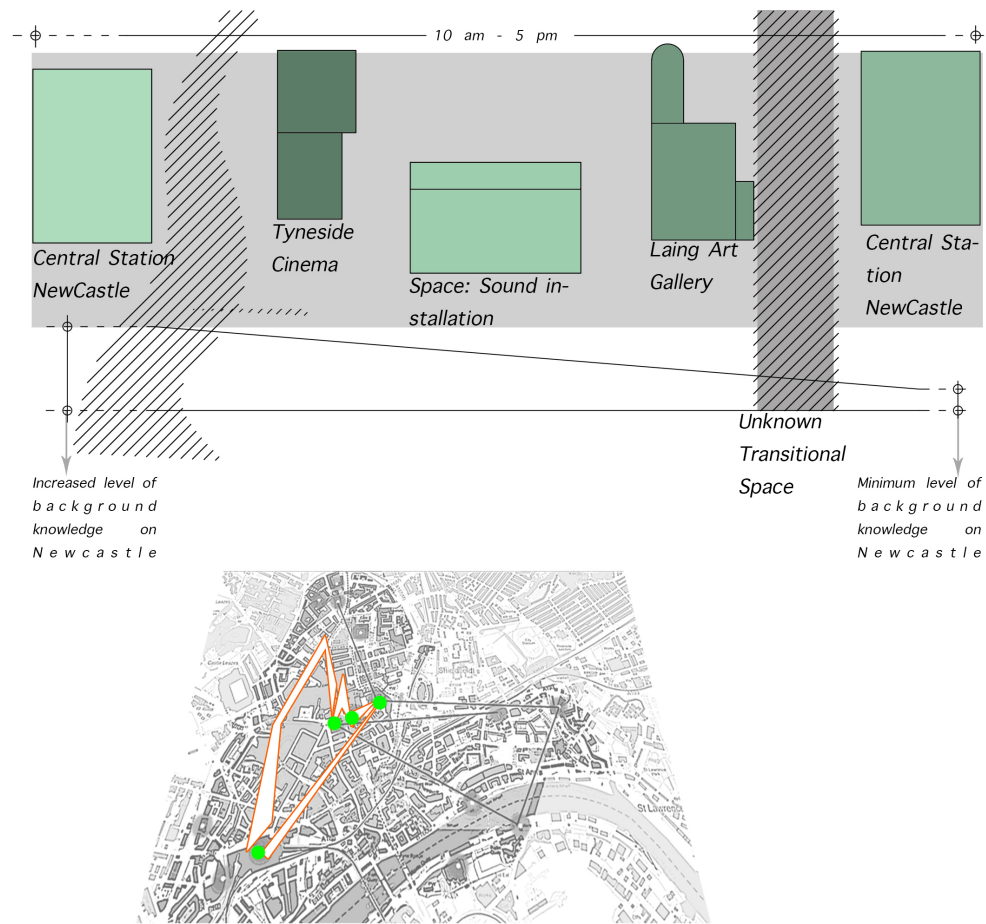 10 am - 5 pm
Central Station
NewCastle
Tyneside
Cinema
Space: Sound in-
stallation
Laing Art
Gallery
Central Sta-
tion
NewCastle
Unknown
Transitional
Space
Increased level of
background
knowledge on
Newcastle
Minimum level of
background
knowledge on
Newcastle
St Lawrence